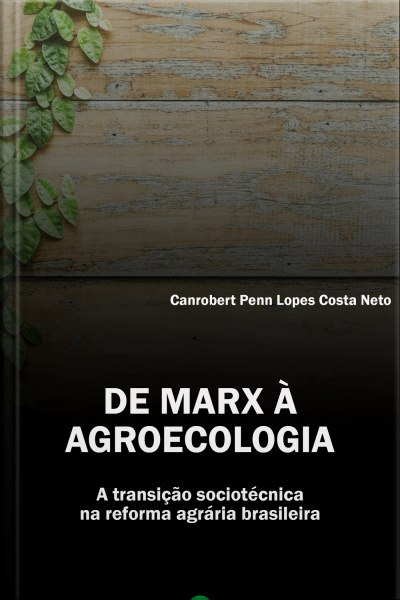 Canrobert Penn Lopes Costa Neto
DE MARX À
AGROECOLOGIA
A transição sociotécnica
na reforma agrária brasileira